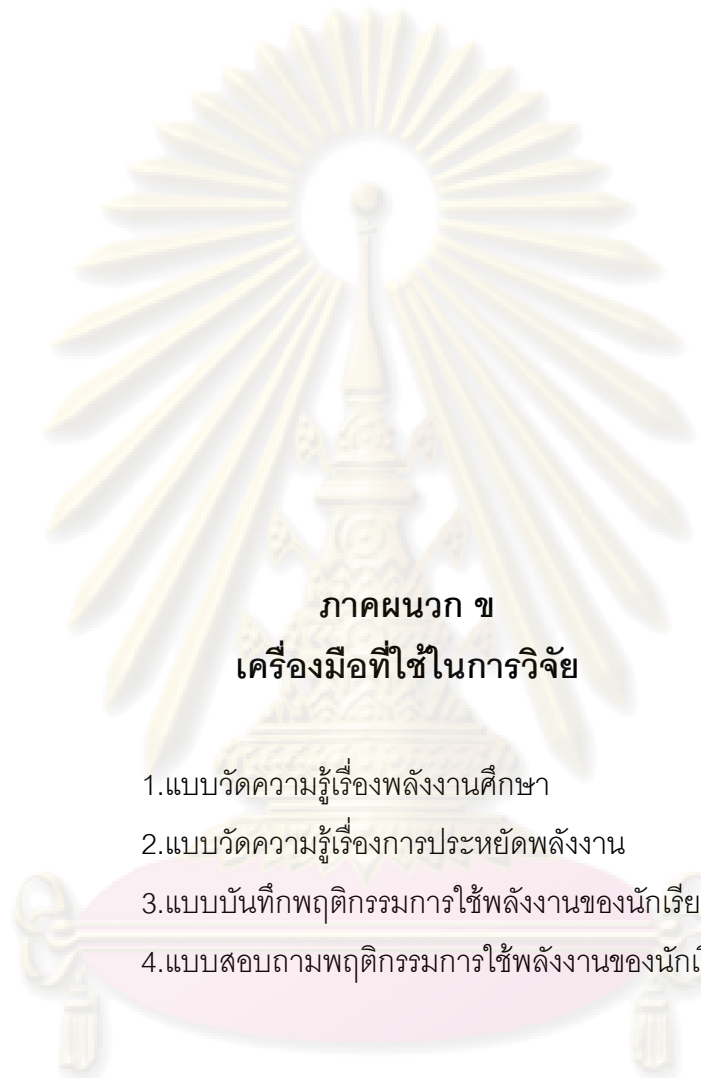 ภาคผนวก ข
เครื่องมือที่ใช้ในการวิจัย
1.แบบวัดความรู้เรื่องพลังงานศึกษา
2.แบบวัดความรู้เรื่องการประหยัดพลังงาน
3.แบบบันทึกพฤติกรรมการใช้พลังงานของนักเรีย
4.แบบสอบถามพฤติกรรมการใช้พลังงานของนักเ